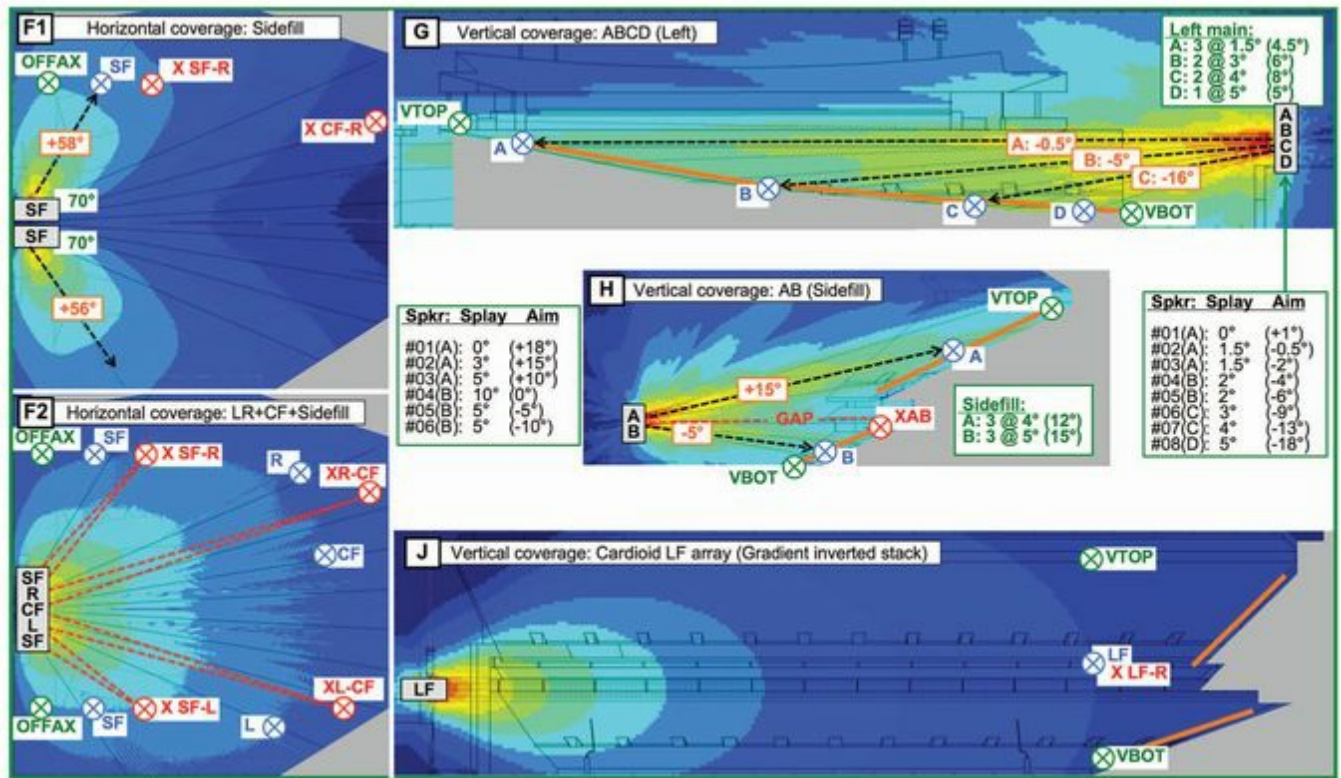 F1 Horizontal coverage: Sidefill
OFFAX
SF
X SF-R
X CF-R
+58°
70°
SF
SF
70°
+56°
F2 Horizontal coverage: LR+CF+Sidefill
OFFAX
SF
X SF-R
R
XR-CF
CF
SF
R
CF
L
SF
XL-CF
X SF-L
OFFAX
SF
L
G Vertical coverage: ABCD (Left)
Left main:
A: 3 @ 1.5° (4.5°)
B: 2 @ 3° (6°)
C: 2 @ 4° (8°)
D: 1 @ 5° (5°)
VTOP
A
B
C
D
A
A: -0.5°
B: -5°
C: -16°
B
C
D
VBOT
Spkr: Splay Aim
#01(A): 0° (+18°)
#02(A): 3° (+15°)
#03(A): 5° (+10°)
#04(B): 10° (0°)
#05(B): 5° (-5°)
#06(B): 5° (-10°)
H Vertical coverage: AB (Sidefill)
VTOP
A
+15°
A
B
GAP
XAB
-5°
B
VBOT
Sidefill:
A: 3 @ 4° (12°)
B: 3 @ 5° (15°)
Spkr: Splay Aim
#01(A): 0° (+1°)
#02(A): 1.5° (-0.5°)
#03(A): 1.5° (-2°)
#04(B): 2° (-4°)
#05(B): 2° (-6°)
#06(C): 3° (-9°)
#07(C): 4° (-13°)
#08(D): 5° (-18°)
J Vertical coverage: Cardioid LF array (Gradient inverted stack)
VTOP
LF
X LF-R
LF
VBOT